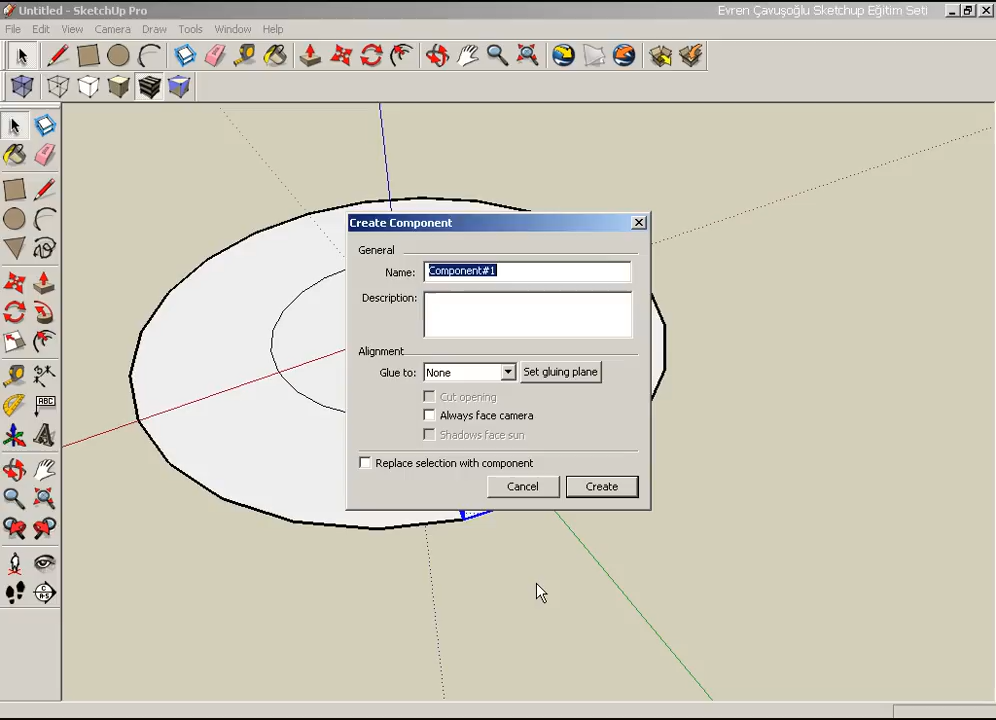 Untitled - SketchUp Pro
Evren Çavuşoğlu Sketchup Eğitim Seti
File Edit View Camera Draw Tools Window Help
Create Component
General
Name: Component#1
Description:
Alignment
Glue to: None Set gluing plane
Cut opening
Always face camera
Shadows face sun
Replace selection with component
Cancel Create
ABC